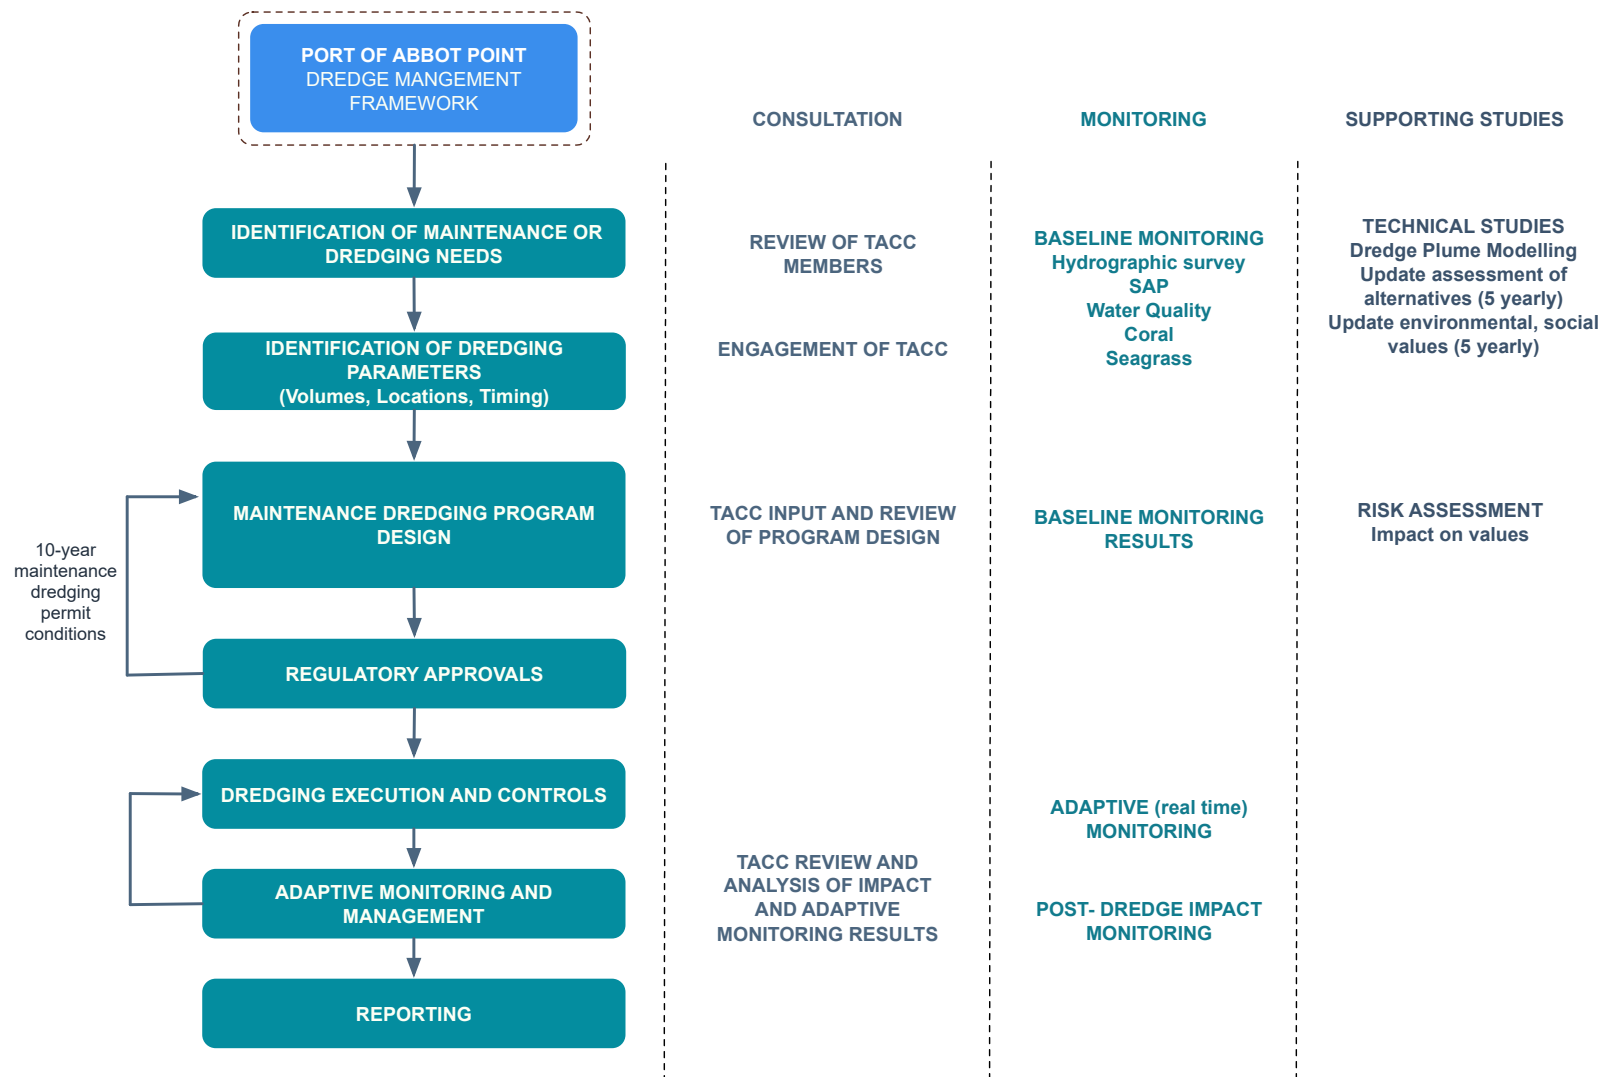 PORT OF ABBOT POINT
DREDGE MANGEMENT
FRAMEWORK
CONSULTATION
MONITORING
SUPPORTING STUDIES
IDENTIFICATION OF MAINTENANCE OR
DREDGING NEEDS
REVIEW OF TACC
MEMBERS
BASELINE MONITORING
Hydrographic survey
SAP
Water Quality
Coral
Seagrass
TECHNICAL STUDIES
Dredge Plume Modelling
Update assessment of
alternatives (5 yearly)
Update environmental, social
values (5 yearly)
IDENTIFICATION OF DREDGING
PARAMETERS
(Volumes, Locations, Timing)
ENGAGEMENT OF TACC
MAINTENANCE DREDGING PROGRAM
DESIGN
TACC INPUT AND REVIEW
OF PROGRAM DESIGN
BASELINE MONITORING
RESULTS
RISK ASSESSMENT
Impact on values
10-year
maintenance
dredging
permit
conditions
REGULATORY APPROVALS
DREDGING EXECUTION AND CONTROLS
ADAPTIVE (real time)
MONITORING
ADAPTIVE MONITORING AND
MANAGEMENT
TACC REVIEW AND
ANALYSIS OF IMPACT
AND ADAPTIVE
MONITORING RESULTS
POST- DREDGE IMPACT
MONITORING
REPORTING